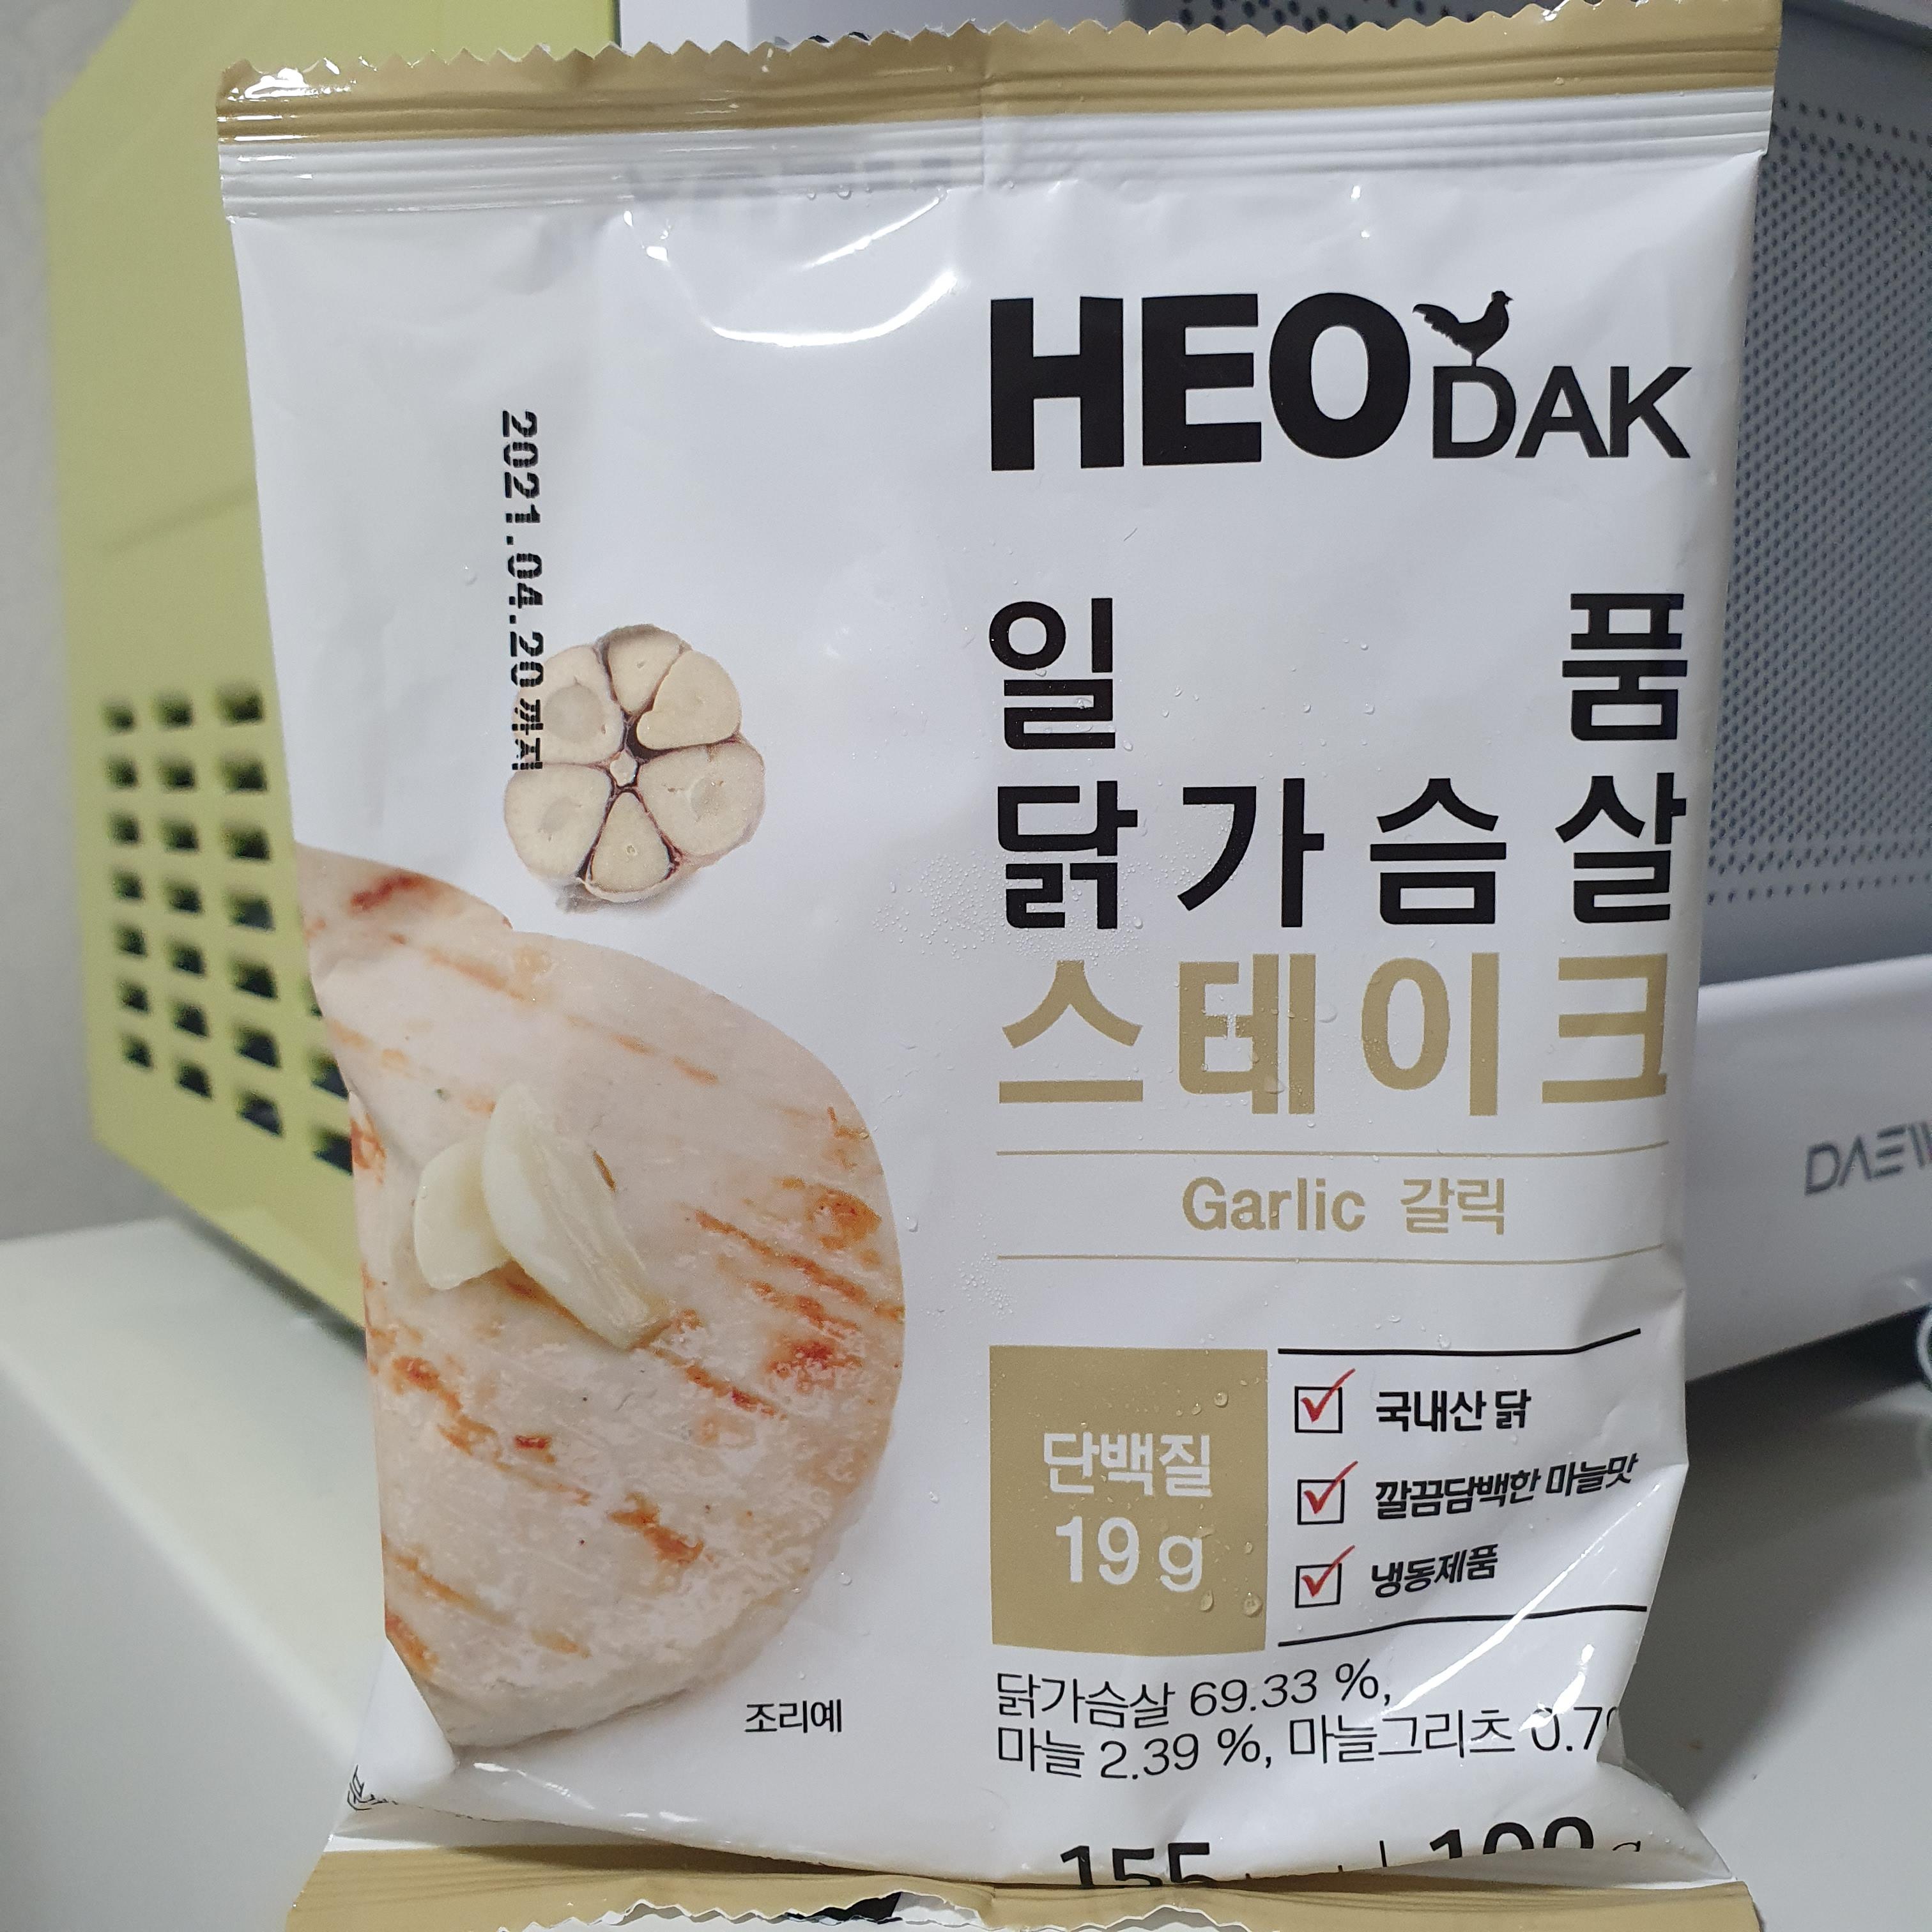 HEO DAK
2021.04.20 까지
일 품
닭가슴살
스테이크
Garlic 갈릭
단백질
19 g
국내산 닭
깔끔담백한 마늘맛
냉동제품
닭가슴살 69.33 %,
마늘 2.39 %, 마늘그리츠
조리예
155
100 g